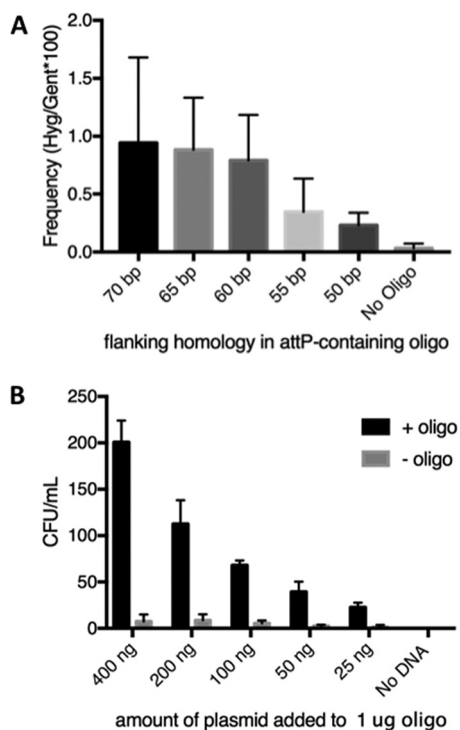 A
Frequency (Hyg/Gent*100)
2.0
1.5
1.0
0.5
0.0
70 bp
65 bp
60 bp
55 bp
50 bp
No Oligo
flanking homology in attP-containing oligo
B
CFU/mL
250
200
150
100
50
0
+ oligo
- oligo
400 ng
200 ng
100 ng
50 ng
25 ng
No DNA
amount of plasmid added to 1 ug oligo